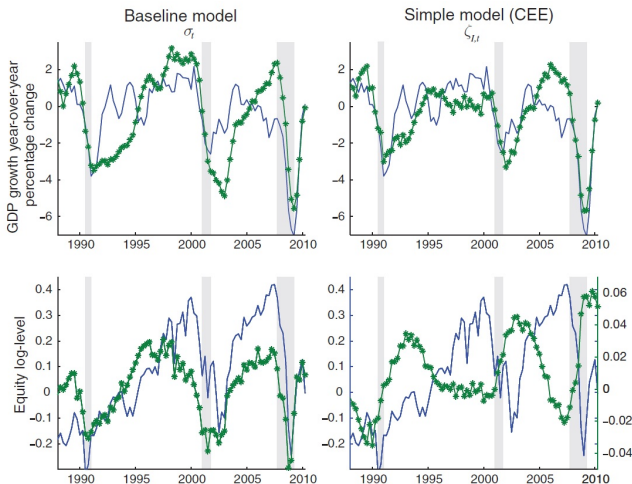 Baseline model
σt
Simple model (CEE)
ζI,t
GDP growth year-over-year
percentage change
2
0
−2
−4
−6
1990 1995 2000 2005 2010
2
0
−2
−4
−6
1990 1995 2000 2005 2010
Equity log-level
0.4
0.3
0.2
0.1
0
−0.1
−0.2
1990 1995 2000 2005 2010
0.4
0.3
0.2
0.1
0
−0.1
−0.2
0.06
0.04
0.02
0
−0.02
−0.04
1990 1995 2000 2005 2010